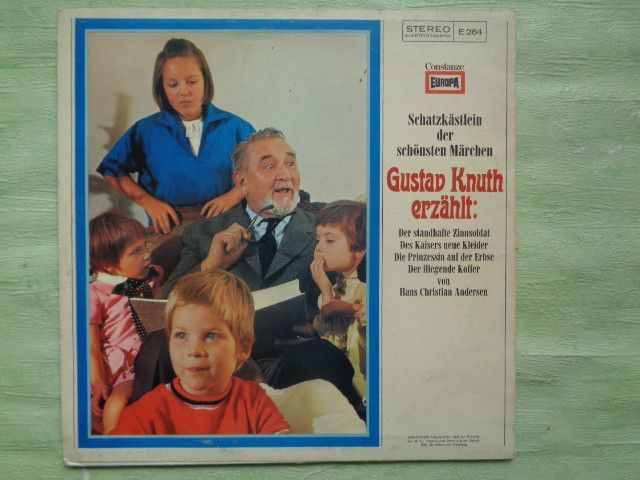 STEREO
E 264
Constanze
EUROPA
Schatzkästlein
der
schönsten Märchen
Gustav Knuth
erzählt:
Der standhafte Zinnsoldat
Des Kaisers neue Kleider
Die Prinzessin auf der Erbse
Der fliegende Koffer
von
Hans Christian Andersen